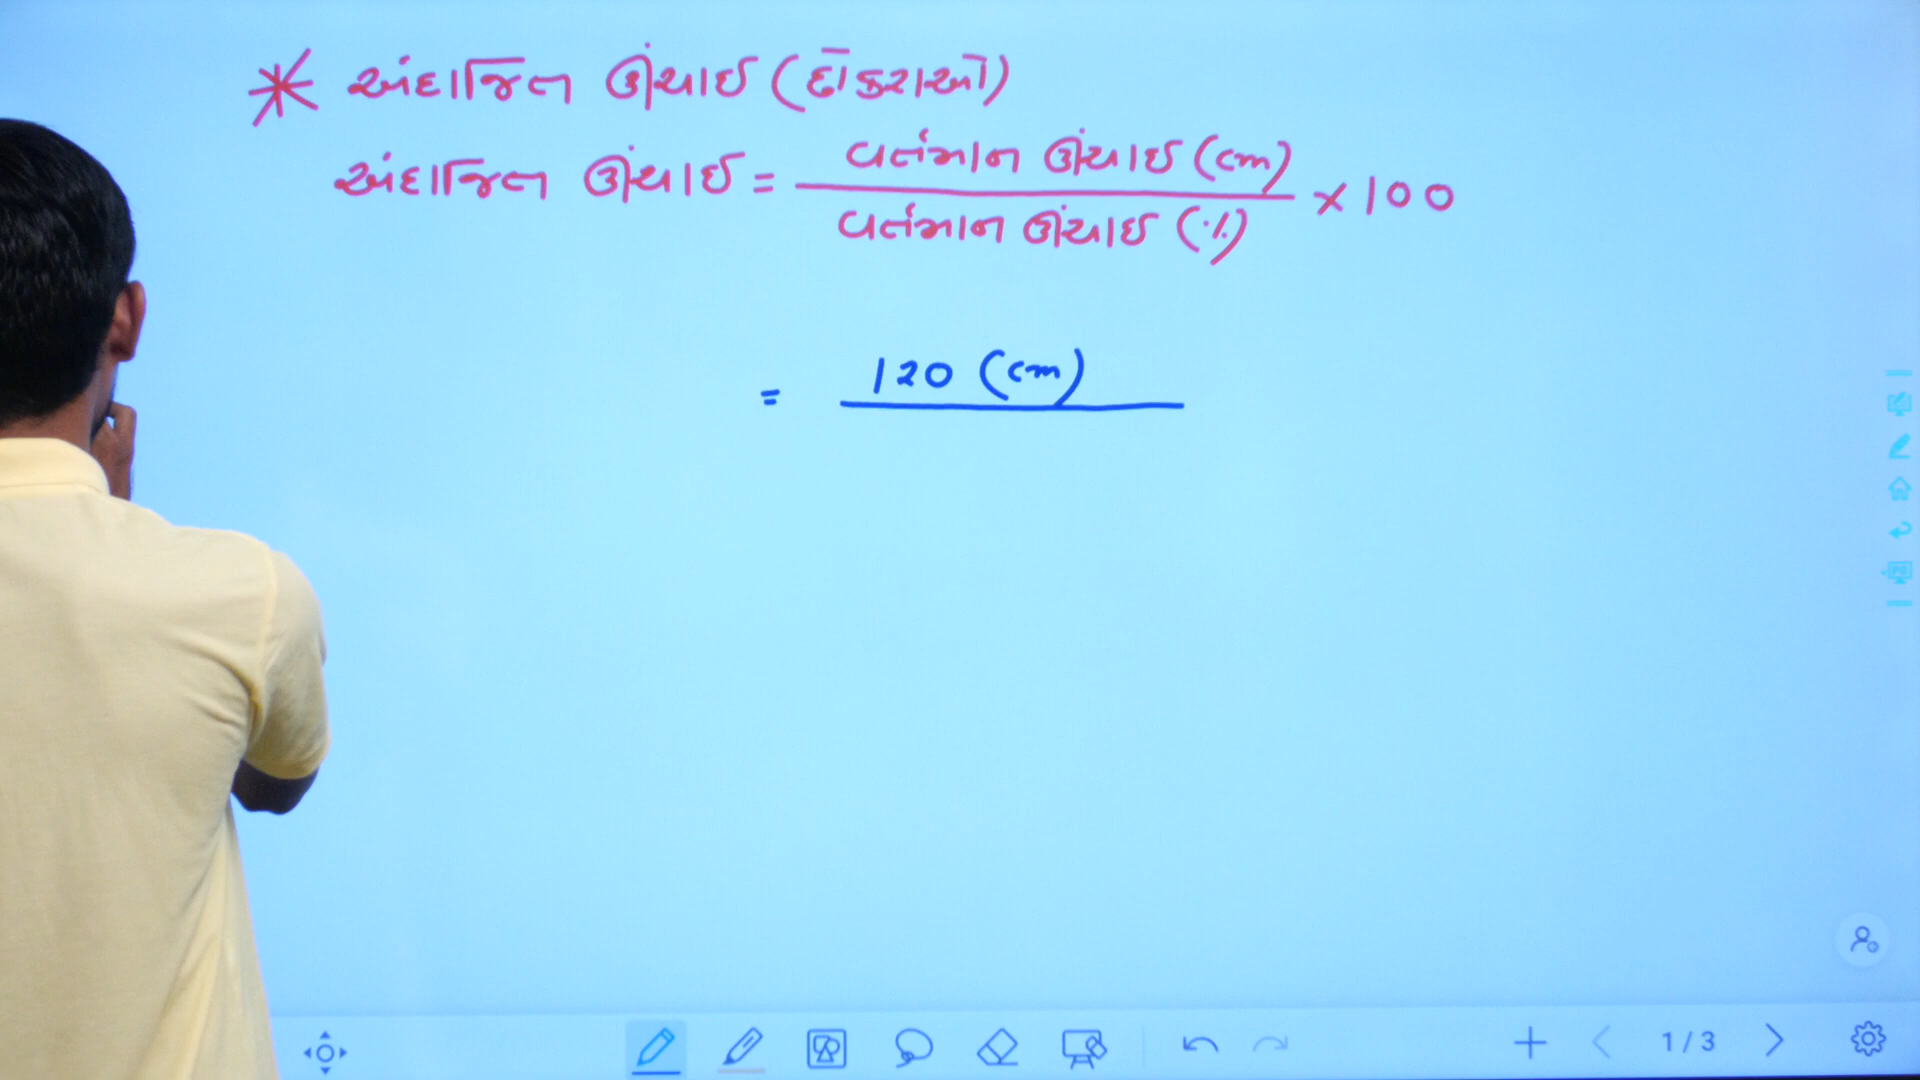 * અંદાજિત ઊંચાઈ (છોકરાઓ)
અંદાજિત ઊંચાઈ = વર્તમાન ઊંચાઈ (cm)
વર્તમાન ઊંચાઈ (%) × 100
= 120 (cm)
1/3